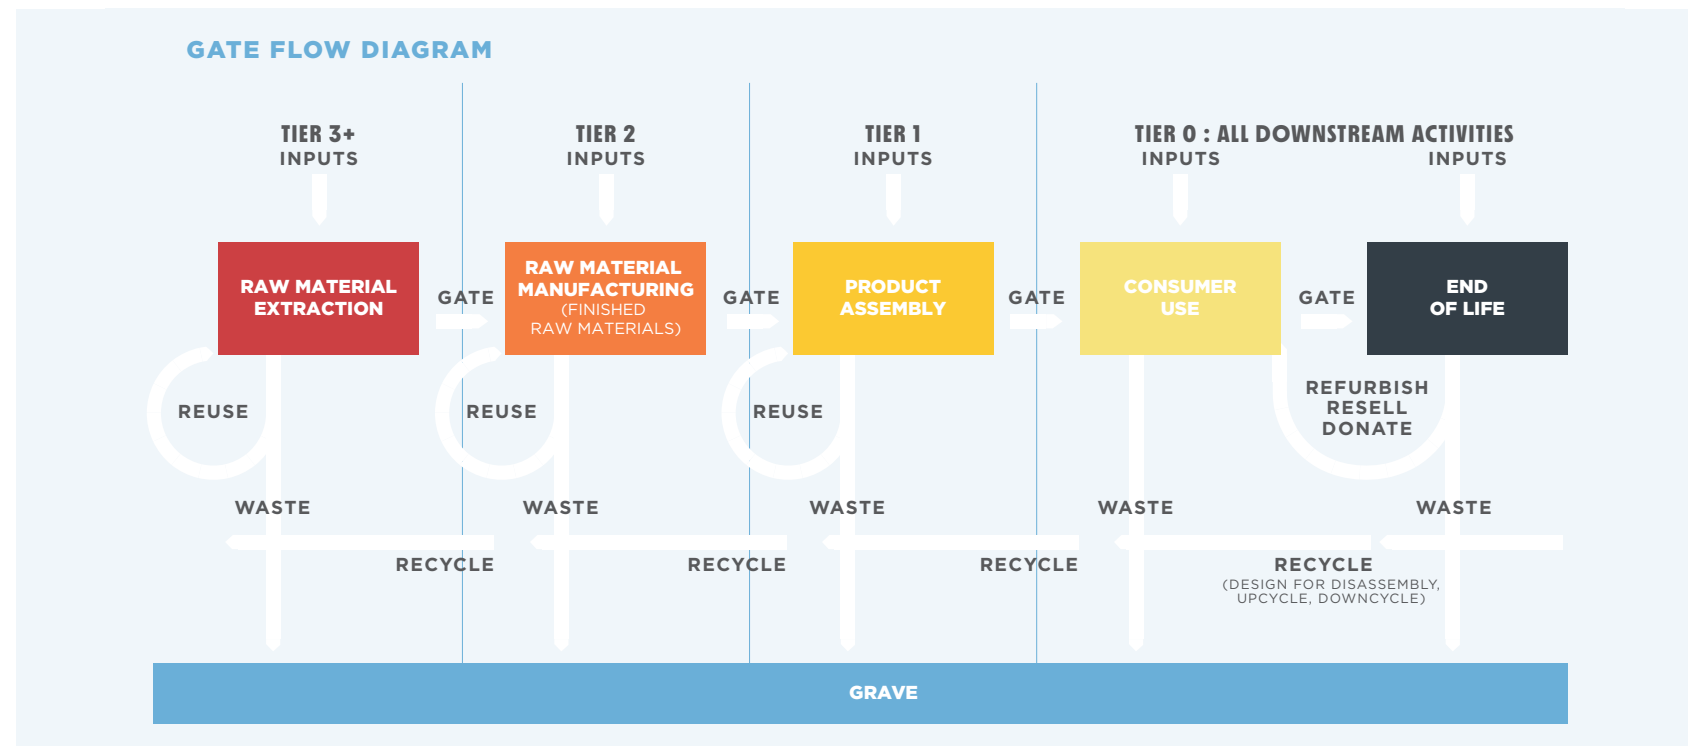 GATE FLOW DIAGRAM
TIER 3+
INPUTS
TIER 2
INPUTS
TIER 1
INPUTS
TIER 0 : ALL DOWNSTREAM ACTIVITIES
INPUTS
INPUTS
RAW MATERIAL
EXTRACTION
GATE
RAW MATERIAL
MANUFACTURING
(FINISHED
RAW MATERIALS)
GATE
PRODUCT
ASSEMBLY
GATE
CONSUMER
USE
GATE
END
OF LIFE
REUSE
REUSE
REUSE
REFURBISH
RESELL
DONATE
WASTE
WASTE
WASTE
WASTE
WASTE
RECYCLE
RECYCLE
RECYCLE
RECYCLE
(DESIGN FOR DISASSEMBLY,
UPCYCLE, DOWNCYCLE)
GRAVE